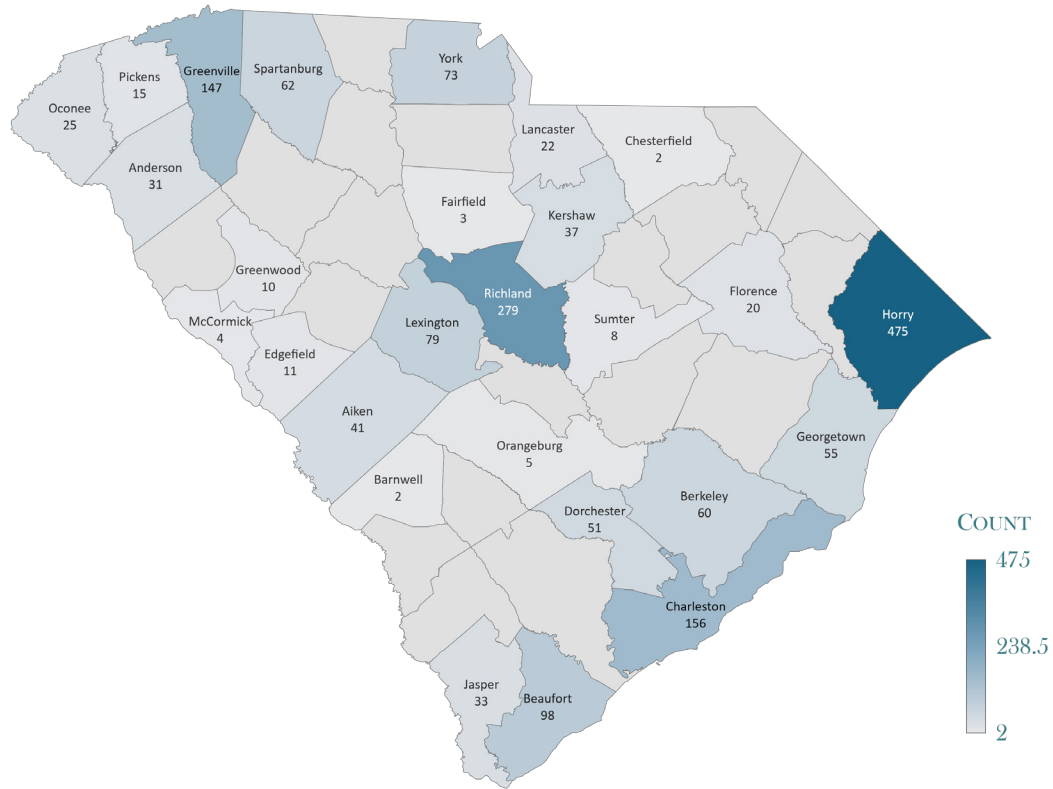 York
73
Greenville
147
Spartanburg
62
Pickens
15
Oconee
25
Lancaster
22
Chesterfield
2
Anderson
31
Fairfield
3
Kershaw
37
Greenwood
10
Richland
279
Florence
20
Horry
475
McCormick
4
Lexington
79
Sumter
8
Edgefield
11
Aiken
41
Georgetown
55
Orangeburg
5
Barnwell
2
Berkeley
60
Dorchester
51
Charleston
156
Jasper
33
Beaufort
98
Count
475
238.5
2